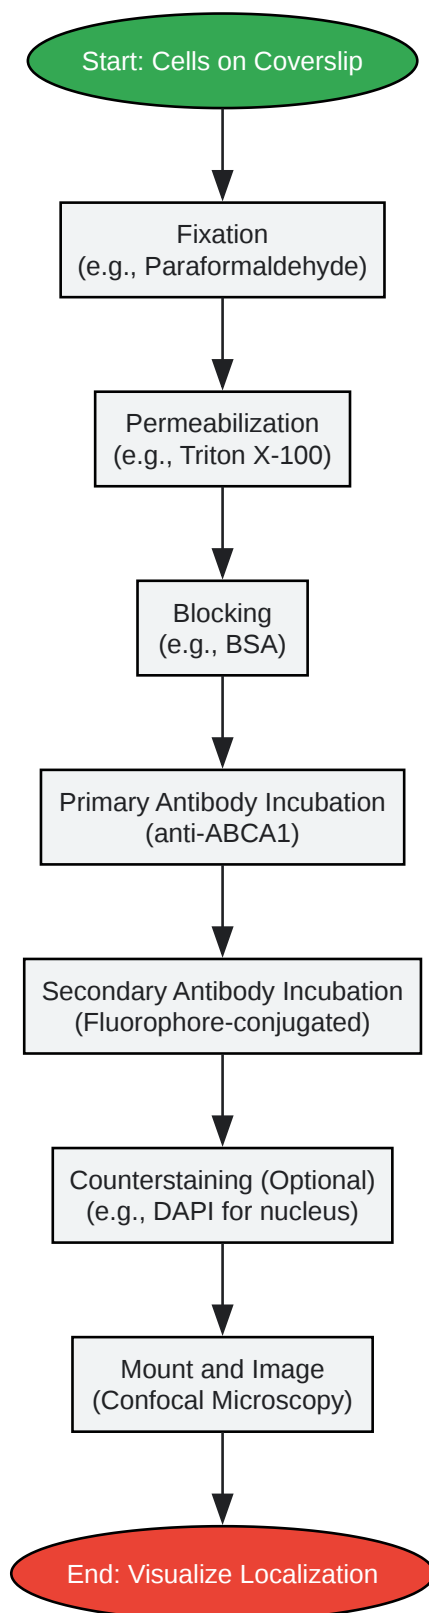 Start: Cells on Coverslip
Fixation
(e.g., Paraformaldehyde)
Permeabilization
(e.g., Triton X-100)
Blocking
(e.g., BSA)
Primary Antibody Incubation
(anti-ABCA1)
Secondary Antibody Incubation
(Fluorophore-conjugated)
Counterstaining (Optional)
(e.g., DAPI for nucleus)
Mount and Image
(Confocal Microscopy)
End: Visualize Localization